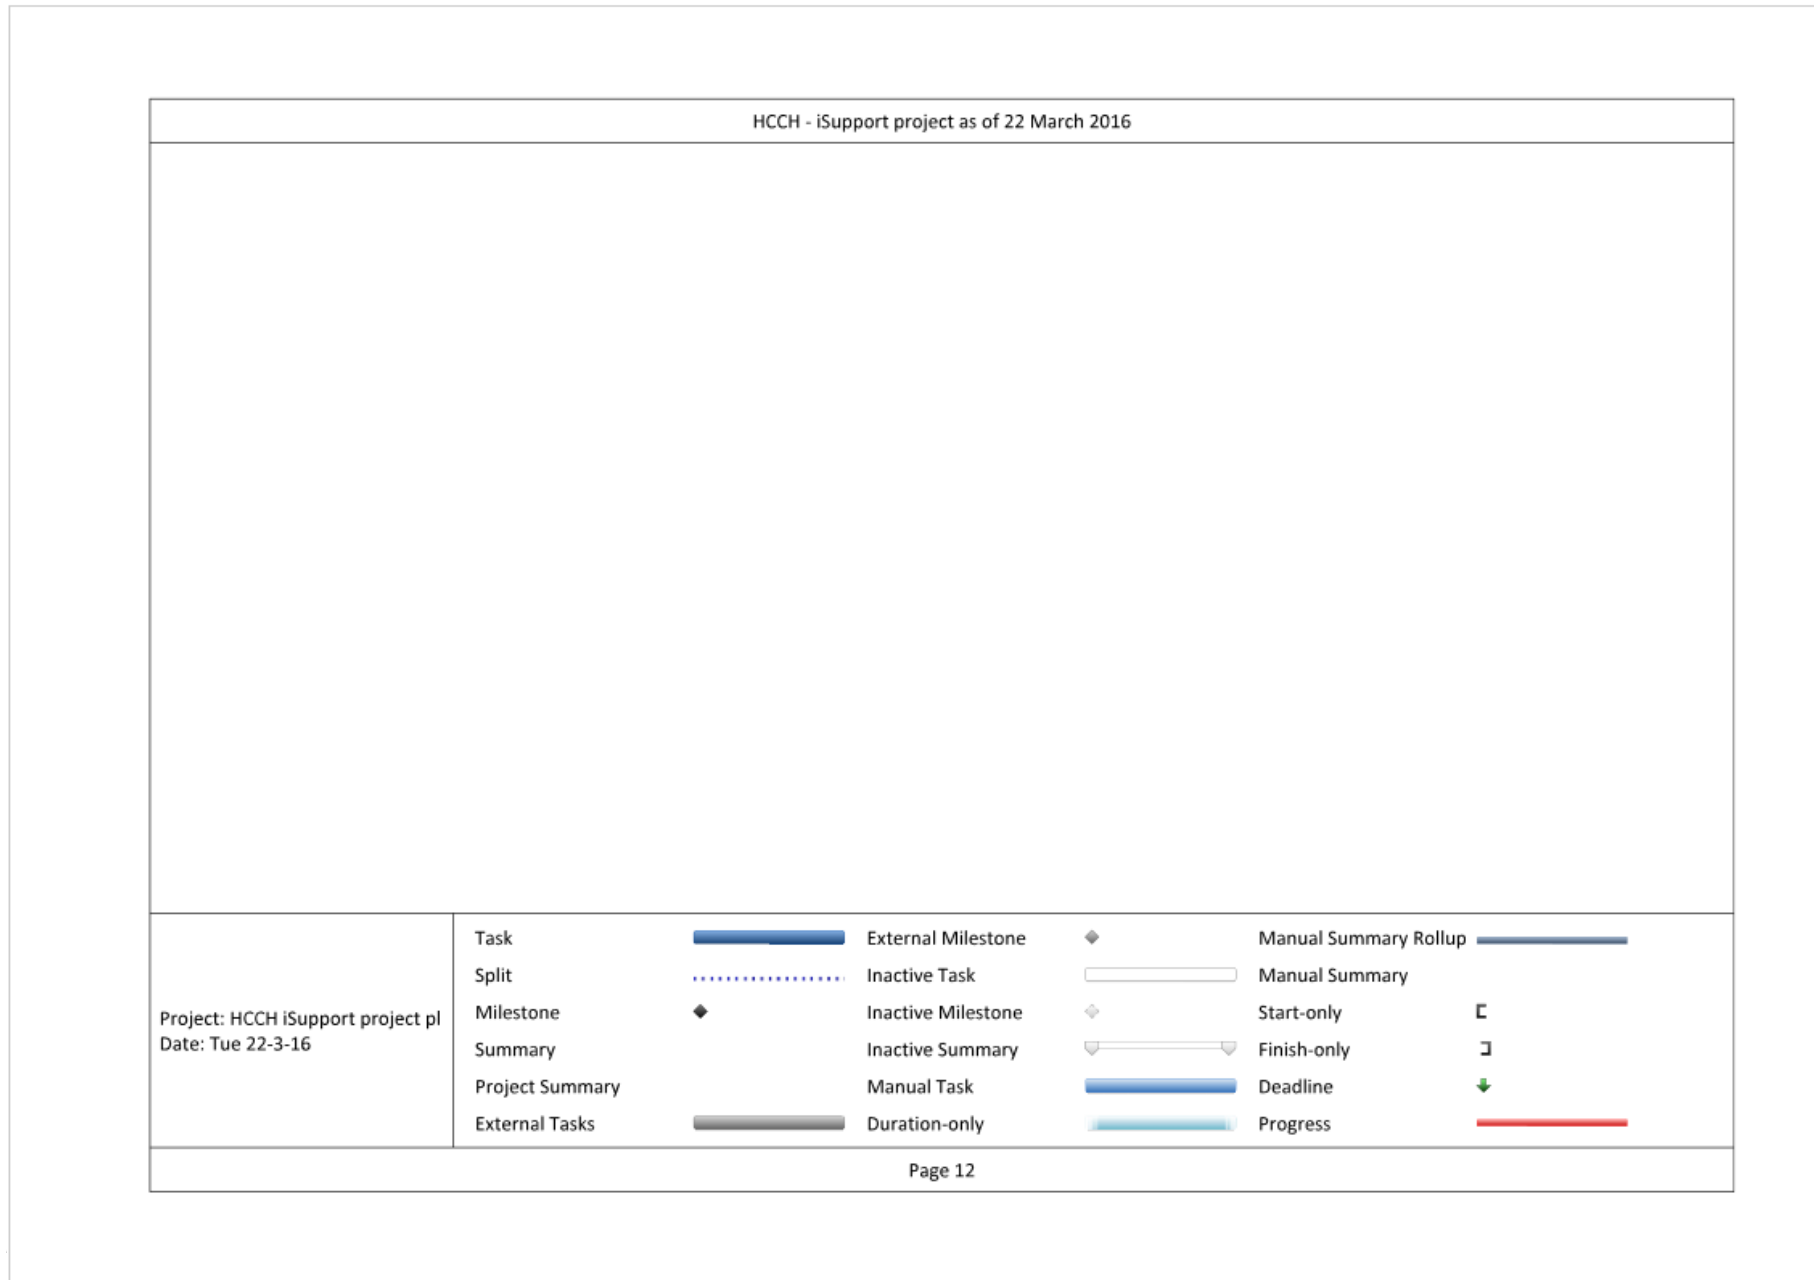 HCCH - iSupport project as of 22 March 2016
Project: HCCH iSupport project pl
Date: Tue 22-3-16
Task
Split
Milestone
Summary
Project Summary
External Tasks
External Milestone
Inactive Task
Inactive Milestone
Inactive Summary
Manual Task
Duration-only
Manual Summary Rollup
Manual Summary
Start-only
Finish-only
Deadline
Progress
Page 12